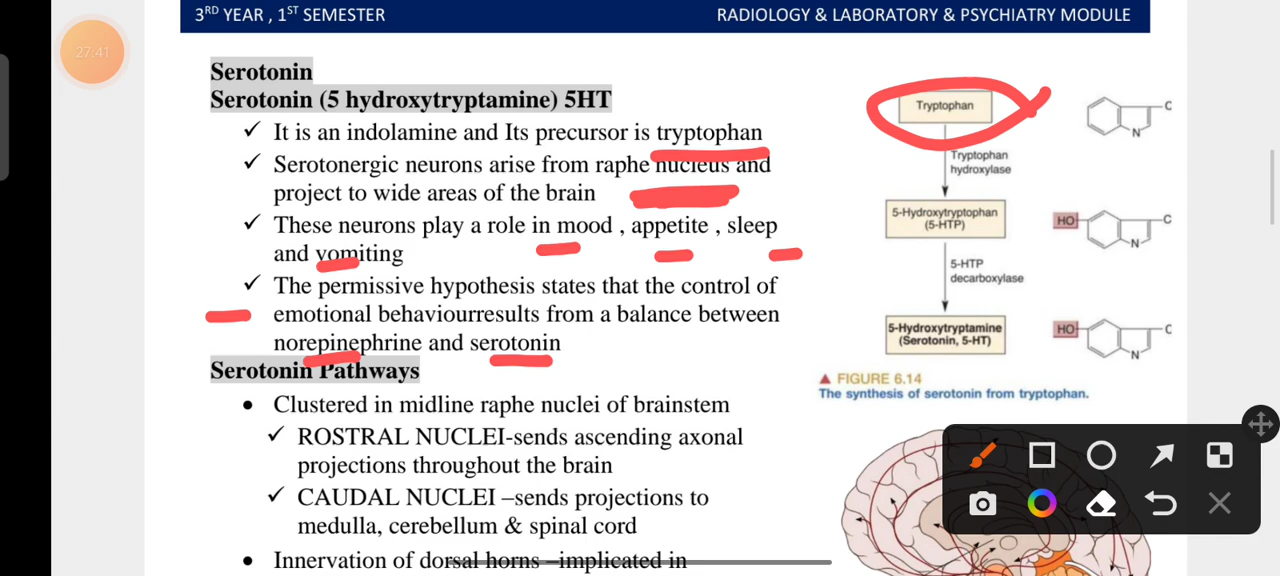 3RD YEAR , 1ST SEMESTER RADIOLOGY & LABORATORY & PSYCHIATRY MODULE
27:41
Serotonin
Serotonin (5 hydroxytryptamine) 5HT
✓ It is an indolamine and Its precursor is tryptophan
✓ Serotonergic neurons arise from raphe nucleus and
project to wide areas of the brain
✓ These neurons play a role in mood , appetite , sleep
and vomiting
✓ The permissive hypothesis states that the control of
emotional behaviourresults from a balance between
norepinephrine and serotonin
Serotonin Pathways
• Clustered in midline raphe nuclei of brainstem
✓ ROSTRAL NUCLEI-sends ascending axonal
projections throughout the brain
✓ CAUDAL NUCLEI –sends projections to
medulla, cerebellum & spinal cord
• Innervation of dorsal horns –implicated in
Tryptophan
C
N
Tryptophan
hydroxylase
5-Hydroxytryptophan
(5-HTP)
HO
C
N
5-HTP
decarboxylase
5-Hydroxytryptamine
(Serotonin, 5-HT)
HO
C
N
▲ FIGURE 6.14
The synthesis of serotonin from tryptophan.